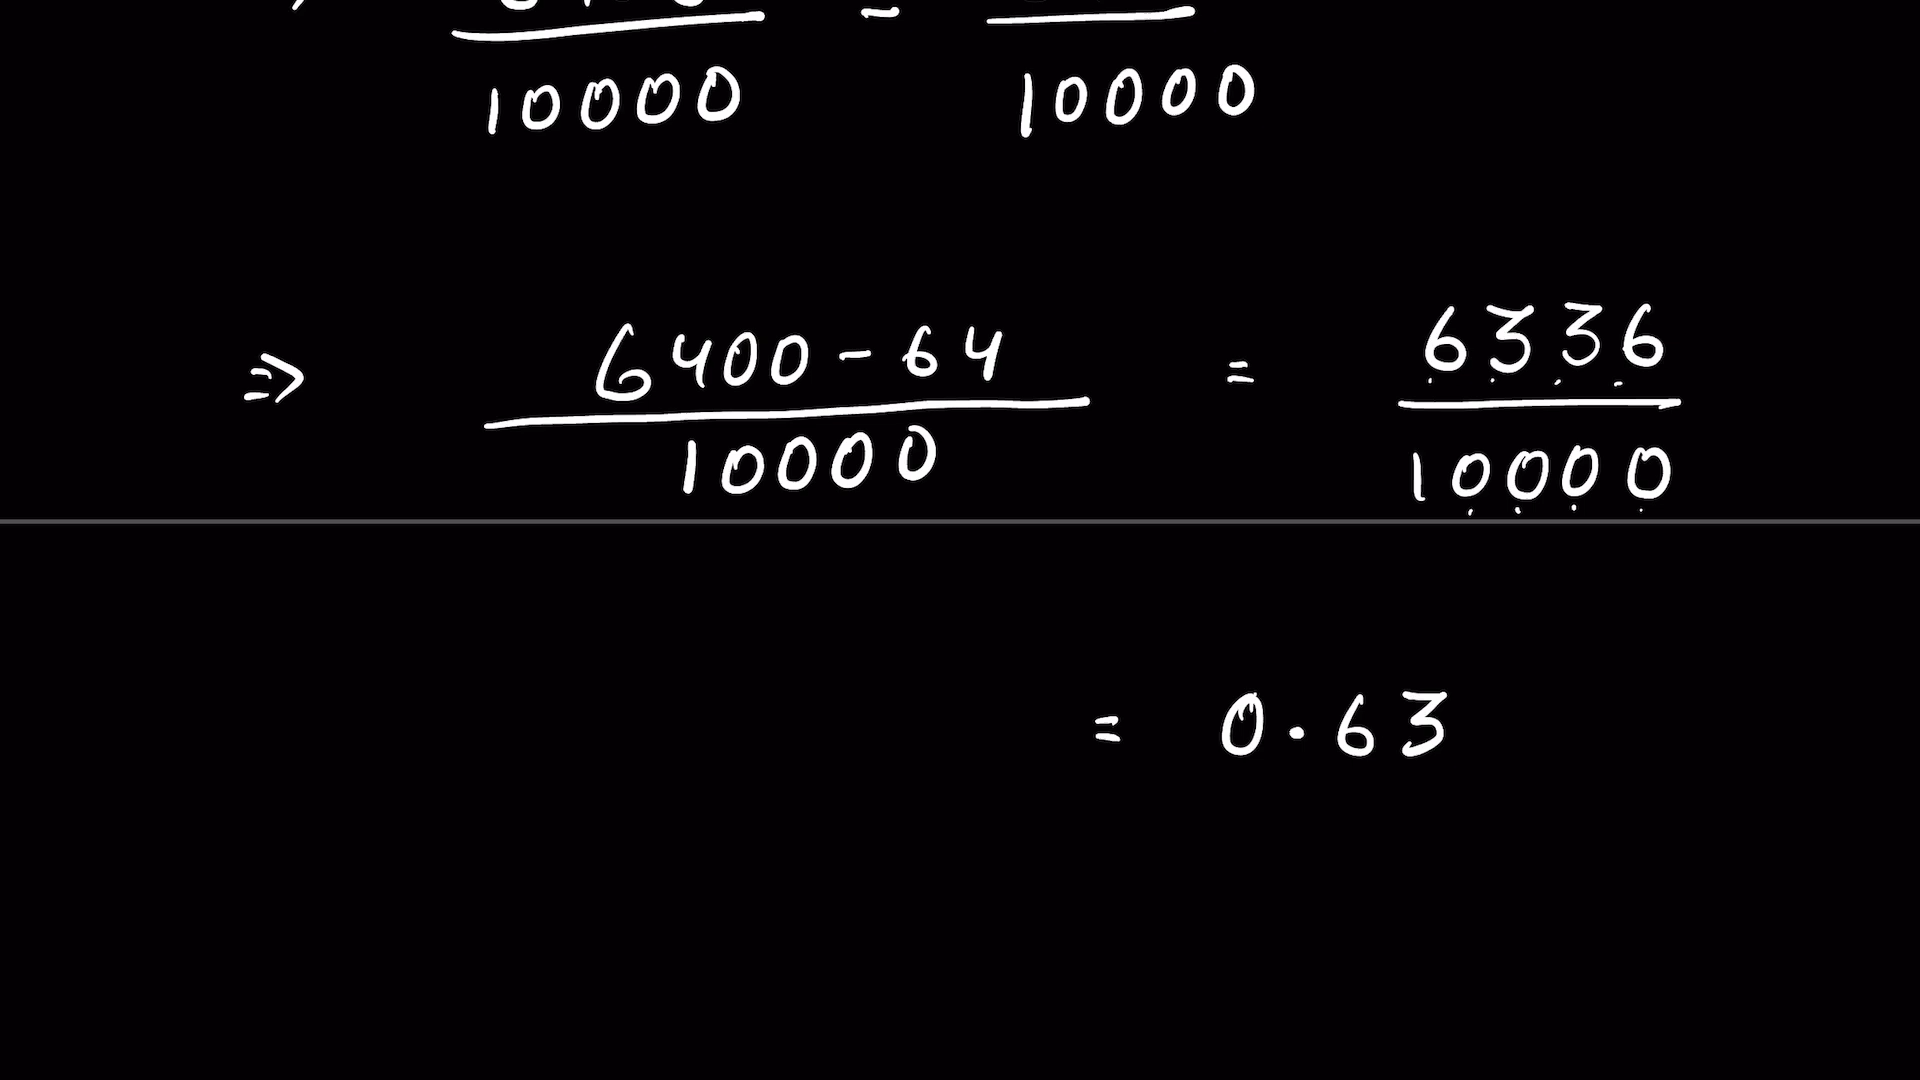 10000 - 10000
⇒ 6400 - 64 / 10000 = 6336 / 10000
= 0.63